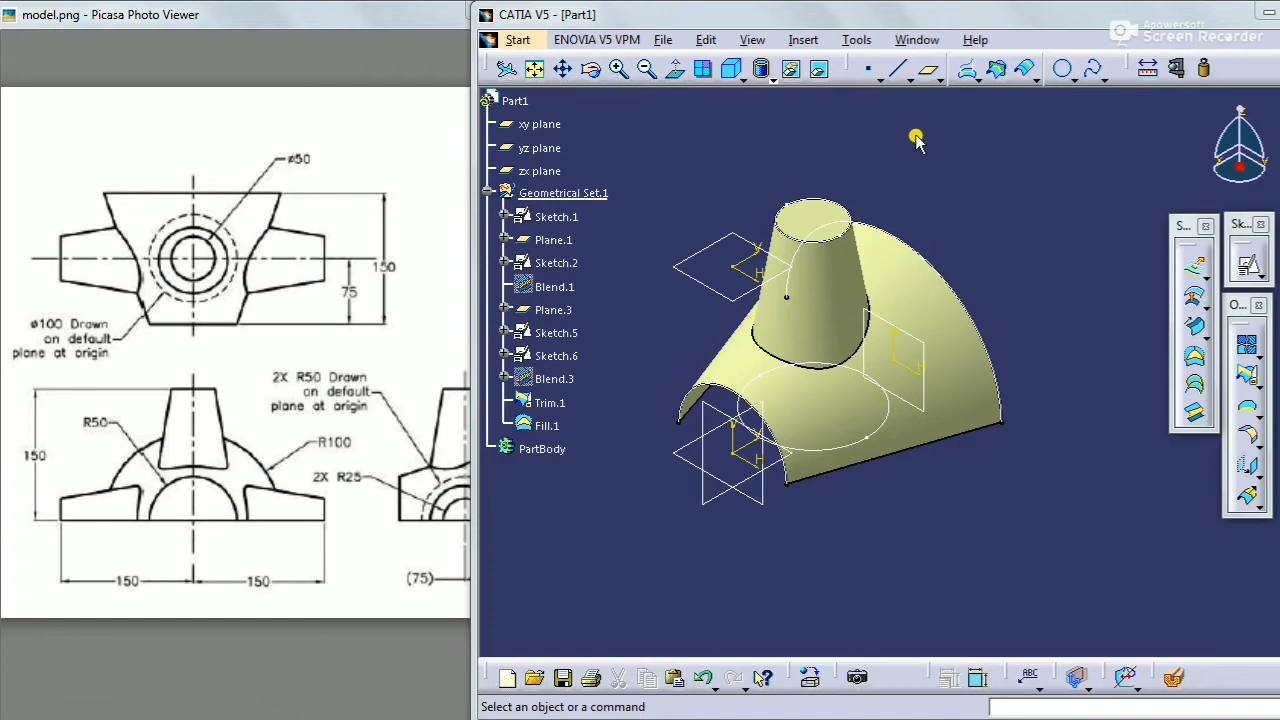 model.png - Picasa Photo Viewer
CATIA V5 - [Part1]
Apowersoft
Screen Recorder
Start ENOVIA V5 VPM File Edit View Insert Tools Window Help
Part1
xy plane
yz plane
zx plane
Geometrical Set.1
Sketch.1
Plane.1
Sketch.2
Blend.1
Plane.3
Sketch.5
Sketch.6
Blend.3
Trim.1
Fill.1
PartBody
S...
Sk...
O...
ø50
150
75
ø100 Drawn
on default
plane at origin
2X R50 Drawn
on default
plane at origin
R50
R100
2X R25
150
150
150
(75)
V
H
H
V
H
ABC
Select an object or a command